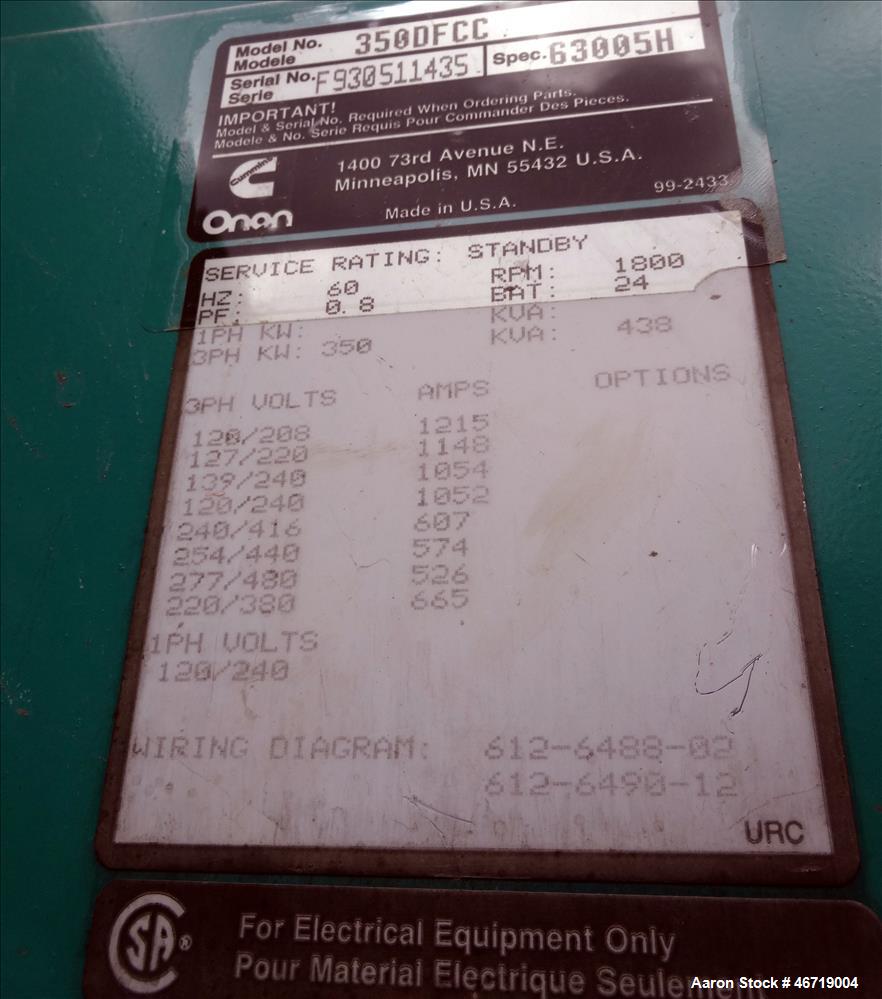 Model No. 350DFCC
Modele
Serial No. F930511435 Spec. 63005H
Serie
IMPORTANT!
Model & Serial No. Required When Ordering Parts.
Modele & No. Serie Requis Pour Commander Des Pieces.
Cummins
Onan
1400 73rd Avenue N.E.
Minneapolis, MN 55432 U.S.A.
Made in U.S.A.
99-2433
SERVICE RATING: STANDBY
HZ: 60 RPM: 1800
PF: 0.8 BAT: 24
1PH KW: KVA:
3PH KW: 350 KVA: 438
3PH VOLTS AMPS OPTIONS
120/208 1215
127/220 1148
139/240 1054
120/240 1052
240/416 607
254/440 574
277/480 526
220/380 665
1PH VOLTS
120/240
WIRING DIAGRAM: 612-6488-02
612-6490-12
URC
SA ®
For Electrical Equipment Only
Pour Material Electrique
Aaron Stock # 46719004